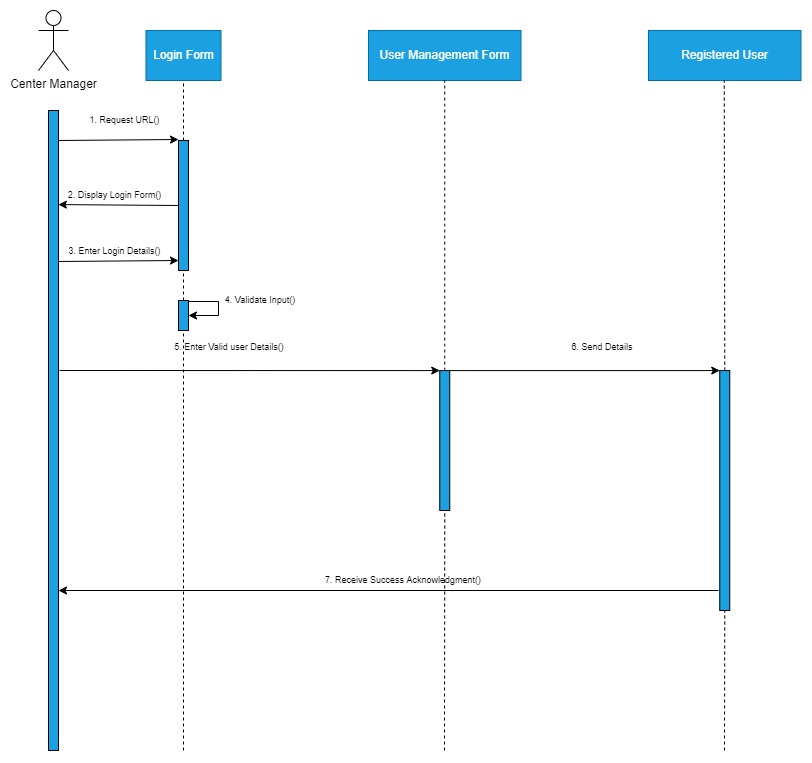 Login Form
User Management Form
Registered User
Center Manager
1. Request URL()
2. Display Login Form()
3. Enter Login Details()
4. Validate Input()
5. Enter Valid user Details()
6. Send Details
7. Receive Success Acknowledgment()